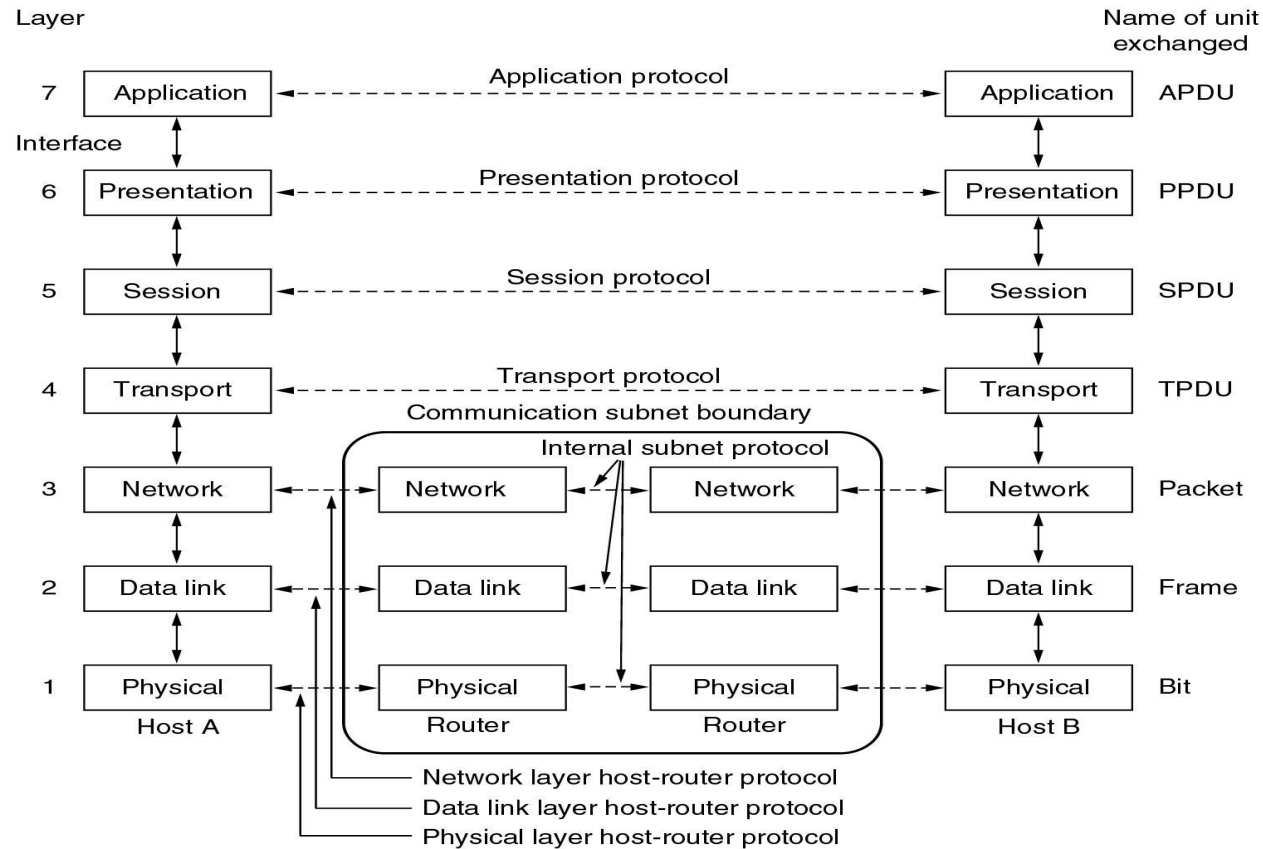 Layer
Name of unit
exchanged
7 Application Application protocol Application APDU
Interface
6 Presentation Presentation protocol Presentation PPDU
5 Session Session protocol Session SPDU
4 Transport Transport protocol Transport TPDU
Communication subnet boundary
Internal subnet protocol
3 Network Network Network Network Packet
2 Data link Data link Data link Data link Frame
1 Physical Physical Physical Physical Bit
Host A Router Router Host B
Network layer host-router protocol
Data link layer host-router protocol
Physical layer host-router protocol